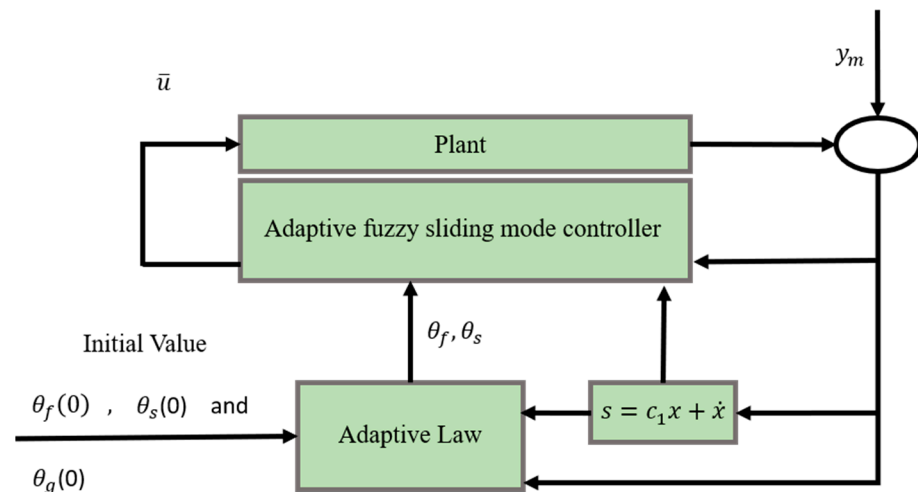 y_m
ū
Plant
Adaptive fuzzy sliding mode controller
θ_f, θ_s
Initial Value
θ_f(0) , θ_s(0) and
s = c_1x + ẋ
Adaptive Law
θ_g(0)